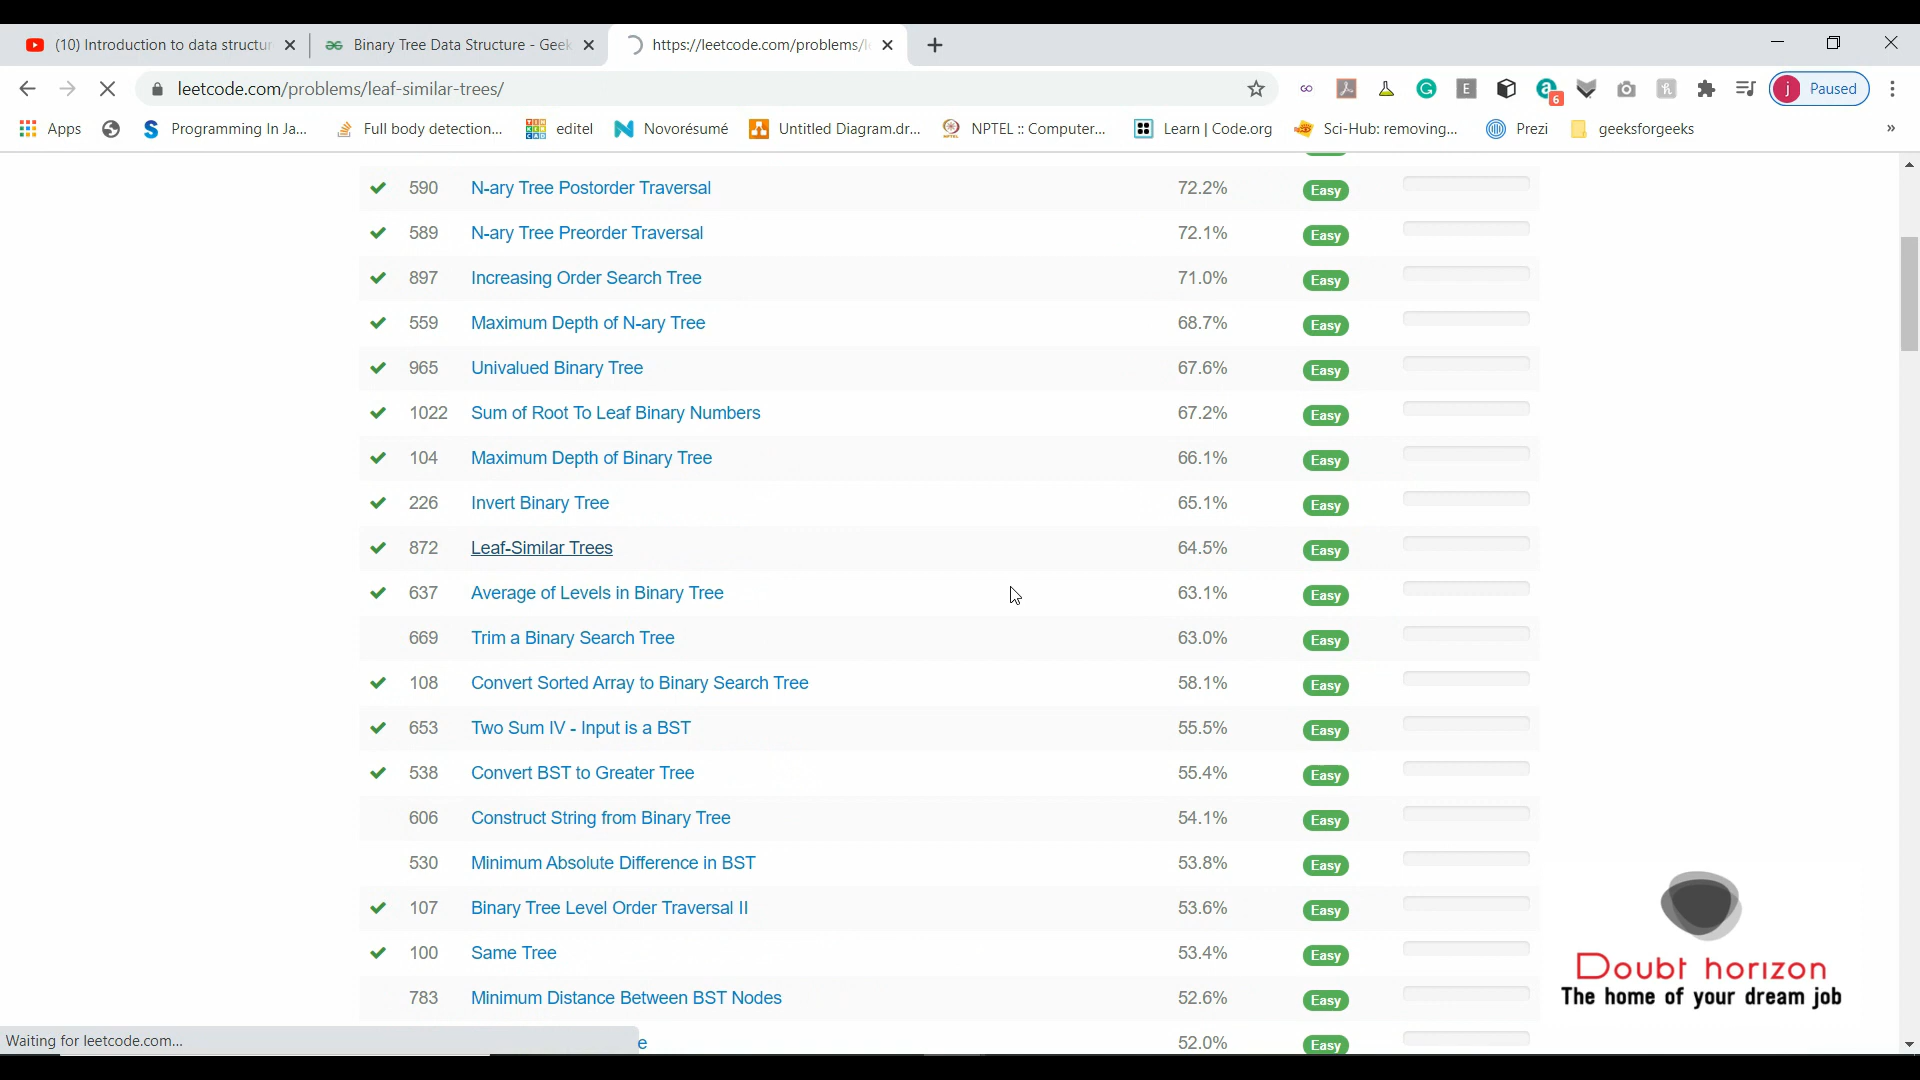 (10) Introduction to data structur
Binary Tree Data Structure - Geek
https://leetcode.com/problems/l
leetcode.com/problems/leaf-similar-trees/
E
6
j Paused
Apps
Programming In Ja...
Full body detection...
editel
Novorésumé
Untitled Diagram.dr...
NPTEL :: Computer...
Learn | Code.org
Sci-Hub: removing...
Prezi
geeksforgeeks
»
590 N-ary Tree Postorder Traversal 72.2% Easy
589 N-ary Tree Preorder Traversal 72.1% Easy
897 Increasing Order Search Tree 71.0% Easy
559 Maximum Depth of N-ary Tree 68.7% Easy
965 Univalued Binary Tree 67.6% Easy
1022 Sum of Root To Leaf Binary Numbers 67.2% Easy
104 Maximum Depth of Binary Tree 66.1% Easy
226 Invert Binary Tree 65.1% Easy
872 Leaf-Similar Trees 64.5% Easy
637 Average of Levels in Binary Tree 63.1% Easy
669 Trim a Binary Search Tree 63.0% Easy
108 Convert Sorted Array to Binary Search Tree 58.1% Easy
653 Two Sum IV - Input is a BST 55.5% Easy
538 Convert BST to Greater Tree 55.4% Easy
606 Construct String from Binary Tree 54.1% Easy
530 Minimum Absolute Difference in BST 53.8% Easy
107 Binary Tree Level Order Traversal II 53.6% Easy
100 Same Tree 53.4% Easy
783 Minimum Distance Between BST Nodes 52.6% Easy
e 52.0% Easy
Doubt horizon
The home of your dream job
Waiting for leetcode.com...